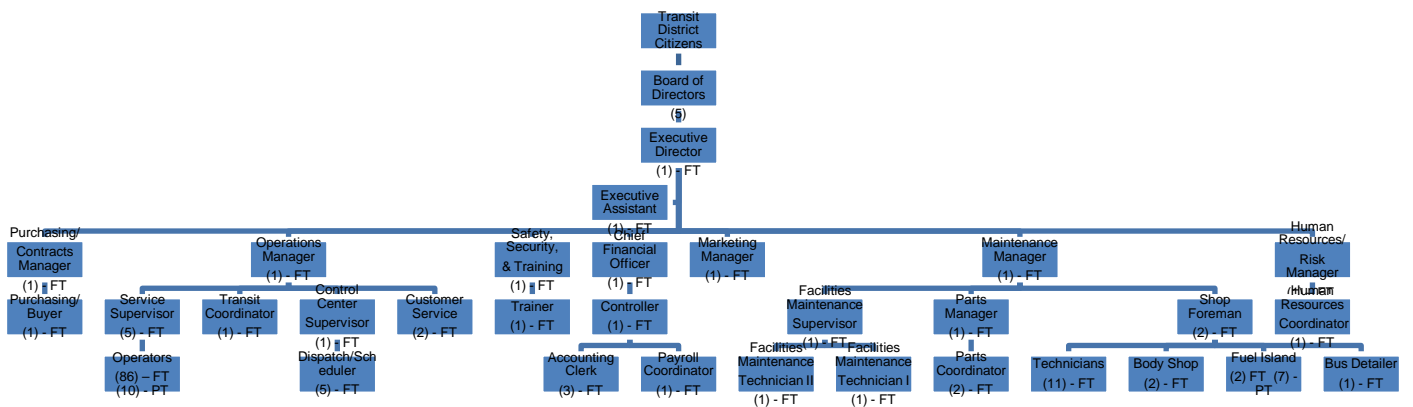 Transit
District
Citizens
Board of
Directors
(5)
Executive
Director
(1) - FT
Executive
Assistant
(1) - FT
Purchasing/
Contracts
Manager
(1) - FT
Operations
Manager
(1) - FT
Safety,
Security,
& Training
(1) - FT
Chief
Financial
Officer
(1) - FT
Marketing
Manager
(1) - FT
Maintenance
Manager
(1) - FT
Human
Resources/
Risk
Manager
Purchasing/
Buyer
(1) - FT
Service
Supervisor
(5) - FT
Transit
Coordinator
(1) - FT
Control
Center
Supervisor
(1) - FT
Customer
Service
(2) - FT
Trainer
(1) - FT
Controller
(1) - FT
Facilities
Maintenance
Supervisor
(1) - FT
Parts
Manager
(1) - FT
Shop
Foreman
(2) - FT
Human
Resources
Coordinator
(1) - FT
Operators
(86) – FT
(10) - PT
Dispatch/Sch
eduler
(5) - FT
Accounting
Clerk
(3) - FT
Payroll
Coordinator
(1) - FT
Facilities
Maintenance
Technician II
(1) - FT
Facilities
Maintenance
Technician I
(1) - FT
Parts
Coordinator
(2) - FT
Technicians
(11) - FT
Body Shop
(2) - FT
Fuel Island
(2) FT (7) -
PT
Bus Detailer
(1) - FT